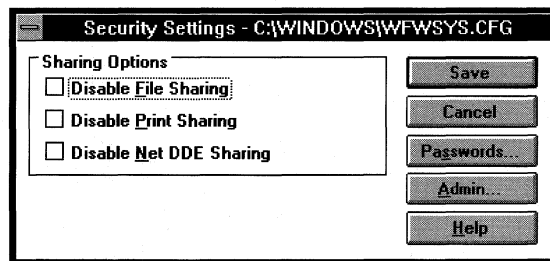 Security Settings - C:\WINDOWS\WFWSYS.CFG
Sharing Options
Disable File Sharing
Disable Print Sharing
Disable Net DDE Sharing
Save
Cancel
Passwords...
Admin...
Help